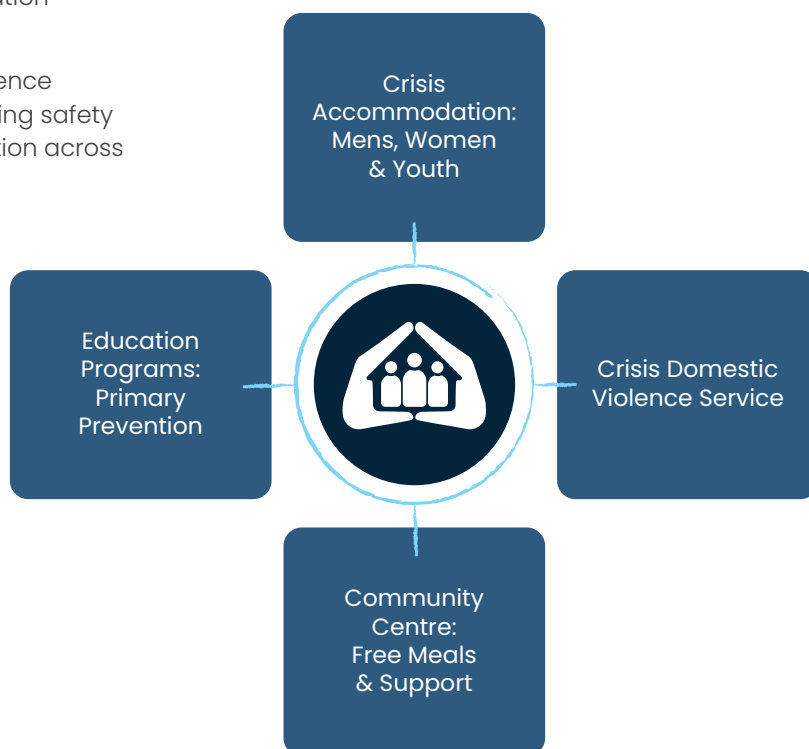 ence
ing safety
tion across
Crisis
Accommodation:
Mens, Women
& Youth
Education
Programs:
Primary
Prevention
Crisis Domestic
Violence Service
Community
Centre:
Free Meals
& Support